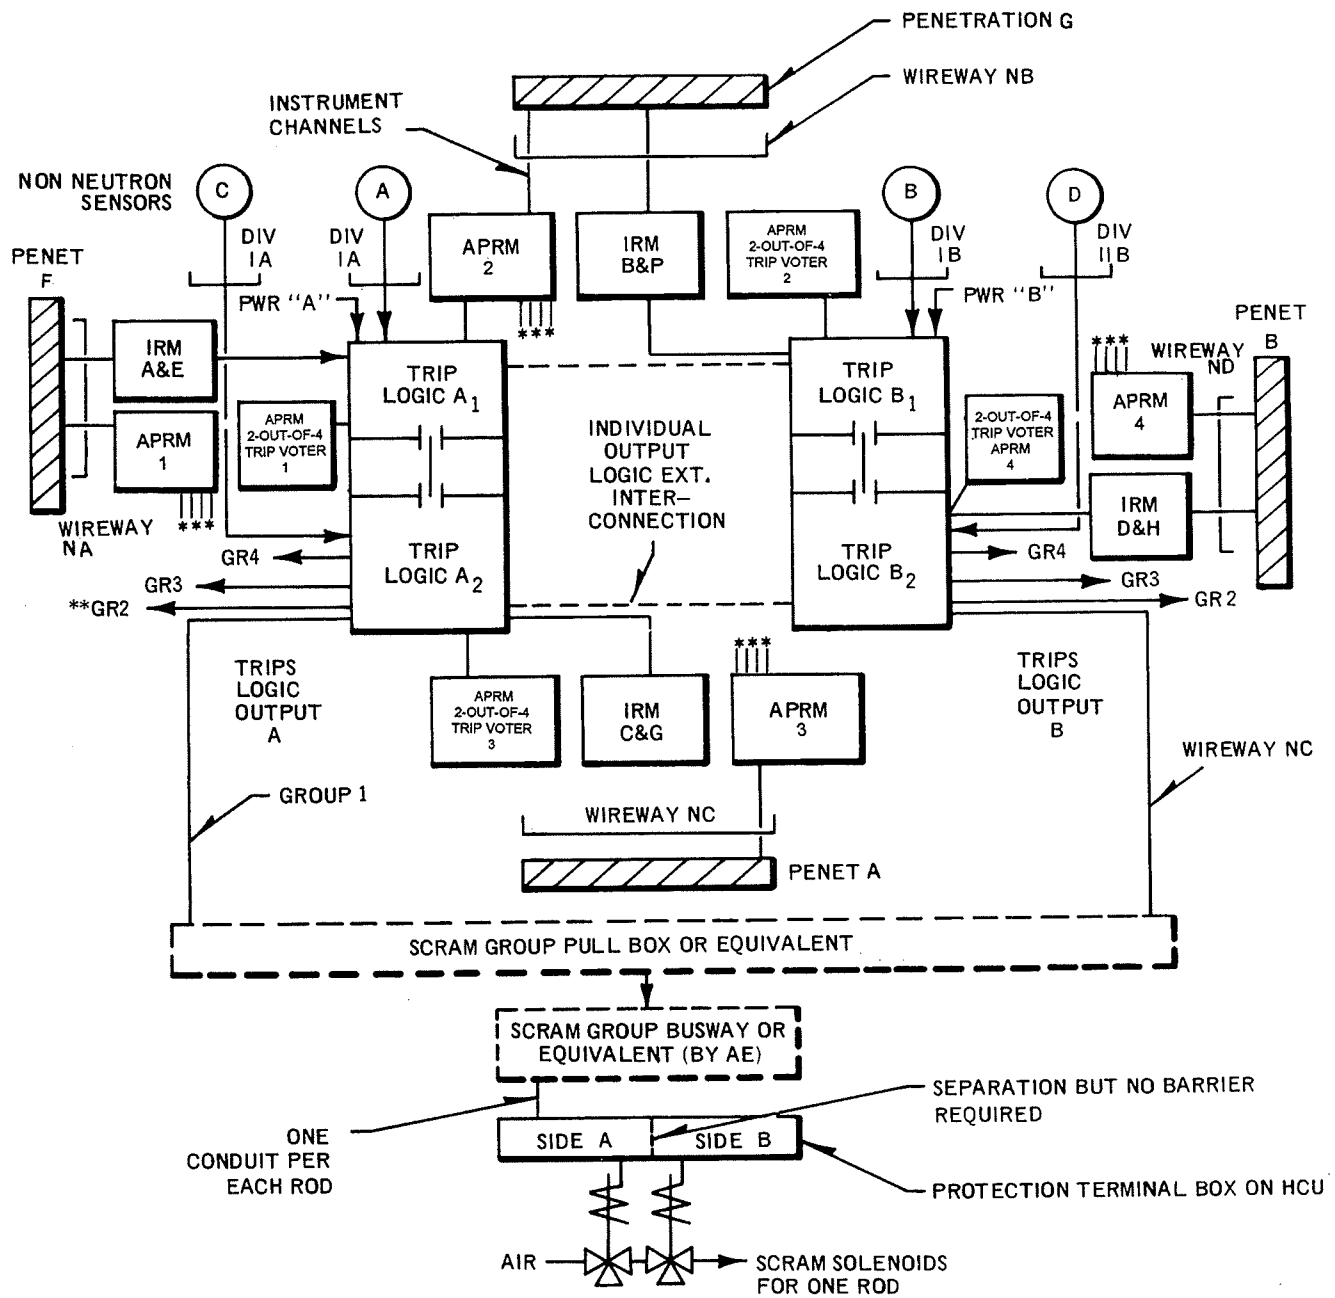 PENETRATION G
WIREWAY NB
INSTRUMENT
CHANNELS
NON NEUTRON
SENSORS
C
A
B
D
DIV
IA
DIV
IA
DIV
IB
DIV
IIB
APRM
2
***
IRM
B&P
APRM
2-OUT-OF-4
TRIP VOTER
2
PENET
F
PWR "A"
PWR "B"
PENET
B
IRM
A&E
APRM
1
***
WIREWAY
NA
APRM
2-OUT-OF-4
TRIP VOTER
1
TRIP
LOGIC A1
TRIP
LOGIC A2
INDIVIDUAL
OUTPUT
LOGIC EXT.
INTER-
CONNECTION
TRIP
LOGIC B1
TRIP
LOGIC B2
2-OUT-OF-4
TRIP VOTER
APRM
4
***
WIREWAY
ND
APRM
4
IRM
D&H
GR4
GR3
**GR2
GR4
GR3
GR2
TRIPS
LOGIC
OUTPUT
A
APRM
2-OUT-OF-4
TRIP VOTER
3
IRM
C&G
***
APRM
3
TRIPS
LOGIC
OUTPUT
B
WIREWAY NC
GROUP 1
WIREWAY NC
PENET A
SCRAM GROUP PULL BOX OR EQUIVALENT
SCRAM GROUP BUSWAY OR
EQUIVALENT (BY AE)
SEPARATION BUT NO BARRIER
REQUIRED
ONE
CONDUIT PER
EACH ROD
SIDE A
SIDE B
PROTECTION TERMINAL BOX ON HCU
AIR
SCRAM SOLENOIDS
FOR ONE ROD